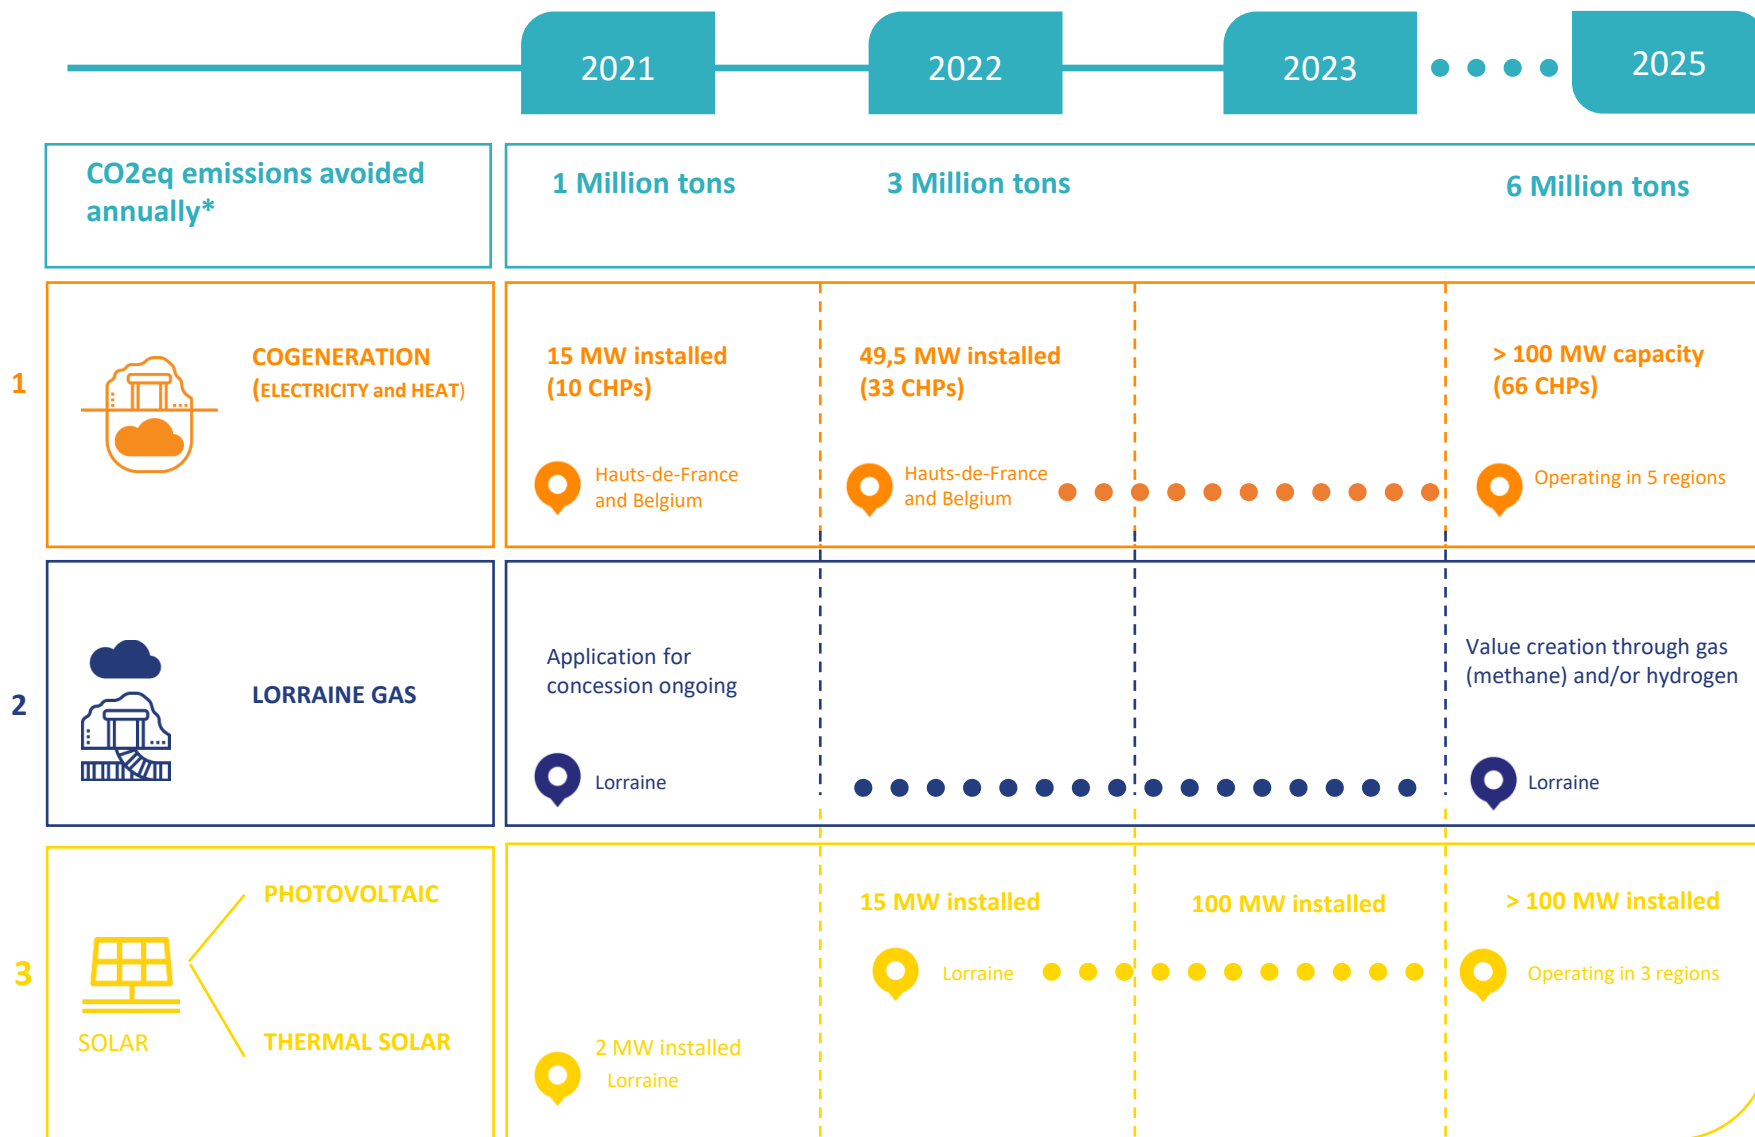 2021
2022
2023
2025
CO2eq emissions avoided
annually*
1 Million tons
3 Million tons
6 Million tons
1
COGENERATION
(ELECTRICITY and HEAT)
15 MW installed
(10 CHPs)
49,5 MW installed
(33 CHPs)
> 100 MW capacity
(66 CHPs)
Hauts-de-France
and Belgium
Hauts-de-France
and Belgium
Operating in 5 regions
2
LORRAINE GAS
Application for
concession ongoing
Value creation through gas
(methane) and/or hydrogen
Lorraine
Lorraine
3
SOLAR
PHOTOVOLTAIC
15 MW installed
100 MW installed
> 100 MW installed
Lorraine
Operating in 3 regions
THERMAL SOLAR
2 MW installed
Lorraine